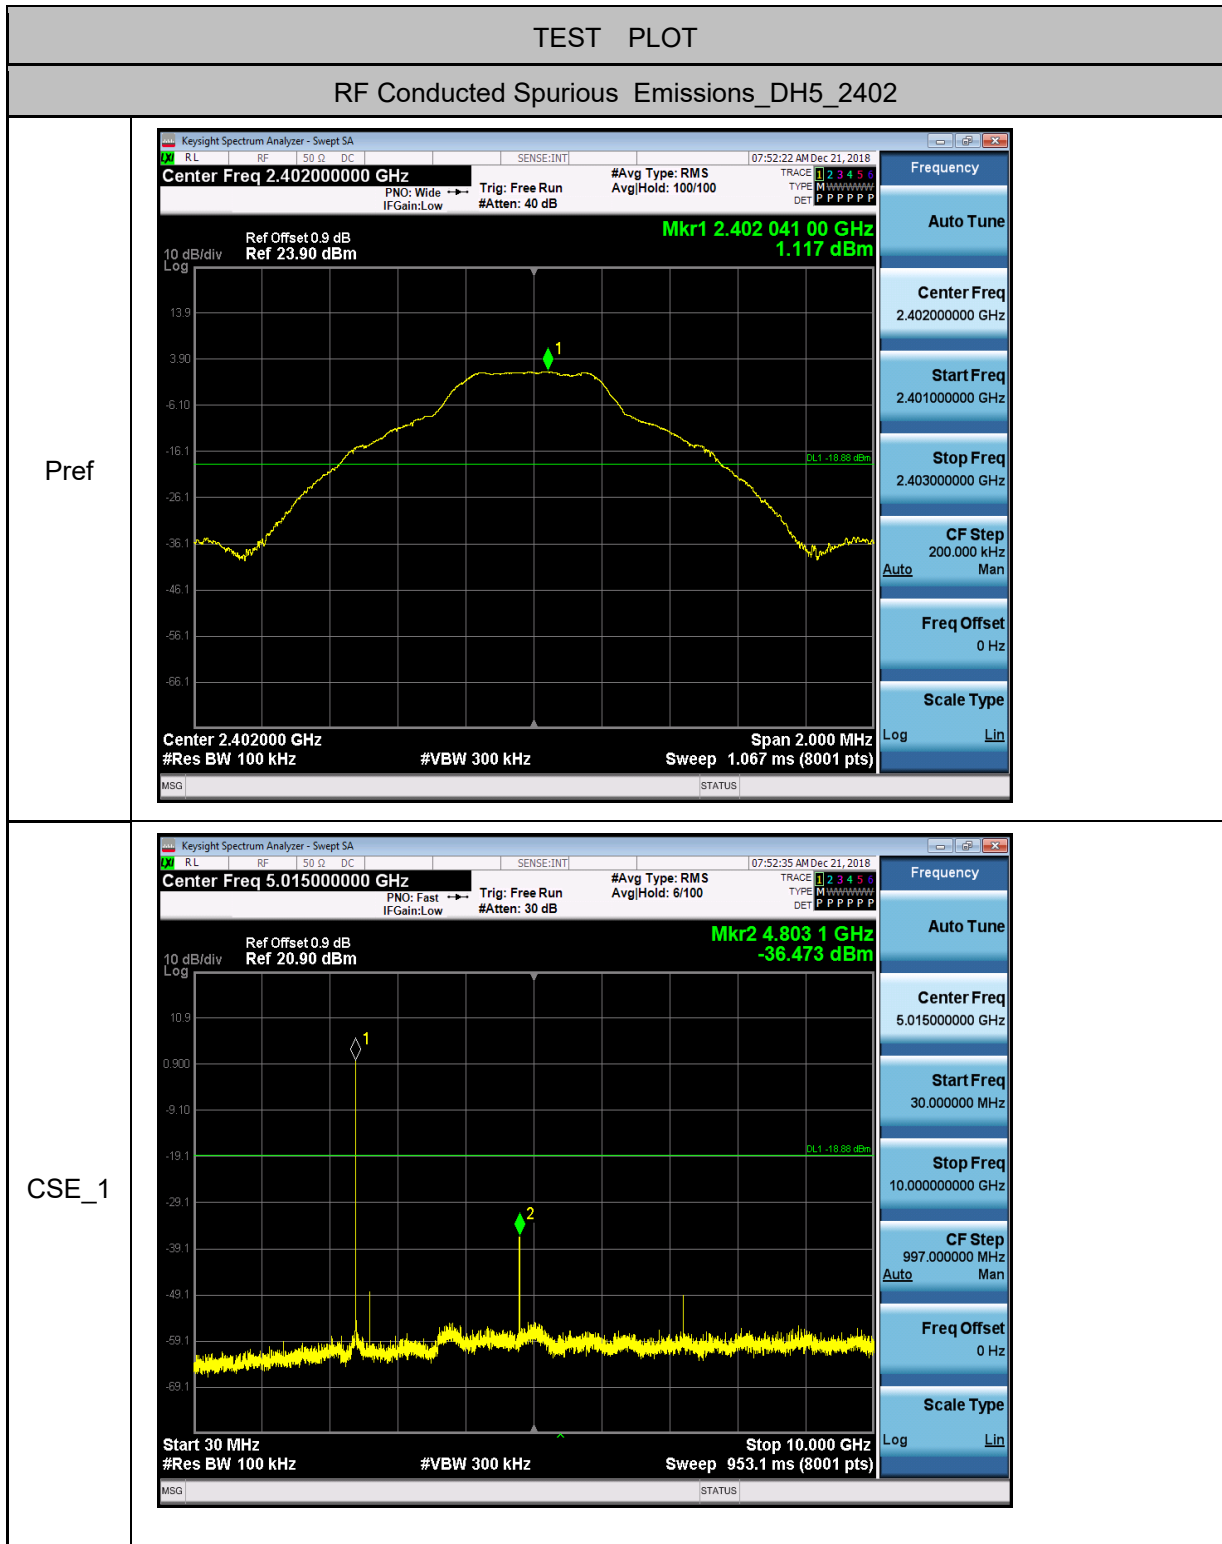 TEST PLOT
RF Conducted Spurious Emissions_DH5_2402
Pref
Keysight Spectrum Analyzer - Swept SA
LXI RL RF 50 Ω DC SENSE:INT 07:52:22 AM Dec 21, 2018
Center Freq 2.402000000 GHz
PNO: Wide
IFGain:Low
Trig: Free Run
#Atten: 40 dB
#Avg Type: RMS
Avg|Hold: 100/100
TRACE 1 2 3 4 5 6
TYPE M W W W W W
DET P P P P P P
Mkr1 2.402 041 00 GHz
1.117 dBm
Ref Offset 0.9 dB
10 dB/div Ref 23.90 dBm
Log
1
13.9
3.90
-6.10
-16.1
DL1 -18.88 dBm
-26.1
-36.1
-46.1
-56.1
-66.1
Center 2.402000 GHz
#Res BW 100 kHz
#VBW 300 kHz
Span 2.000 MHz
Sweep 1.067 ms (8001 pts)
MSG
STATUS
Frequency
Auto Tune
Center Freq
2.402000000 GHz
Start Freq
2.401000000 GHz
Stop Freq
2.403000000 GHz
CF Step
200.000 kHz
Auto Man
Freq Offset
0 Hz
Scale Type
Log Lin
CSE_1
Keysight Spectrum Analyzer - Swept SA
LXI RL RF 50 Ω DC SENSE:INT 07:52:35 AM Dec 21, 2018
Center Freq 5.015000000 GHz
PNO: Fast
IFGain:Low
Trig: Free Run
#Atten: 30 dB
#Avg Type: RMS
Avg|Hold: 6/100
TRACE 1 2 3 4 5 6
TYPE M W W W W W
DET P P P P P P
Mkr2 4.803 1 GHz
-36.473 dBm
Ref Offset 0.9 dB
10 dB/div Ref 20.90 dBm
Log
10.9
1
0.900
-9.10
-19.1
DL1 -18.88 dBm
-29.1
2
-39.1
-49.1
-59.1
-69.1
Start 30 MHz
#Res BW 100 kHz
#VBW 300 kHz
Stop 10.000 GHz
Sweep 953.1 ms (8001 pts)
MSG
STATUS
Frequency
Auto Tune
Center Freq
5.015000000 GHz
Start Freq
30.000000 MHz
Stop Freq
10.000000000 GHz
CF Step
997.000000 MHz
Auto Man
Freq Offset
0 Hz
Scale Type
Log Lin